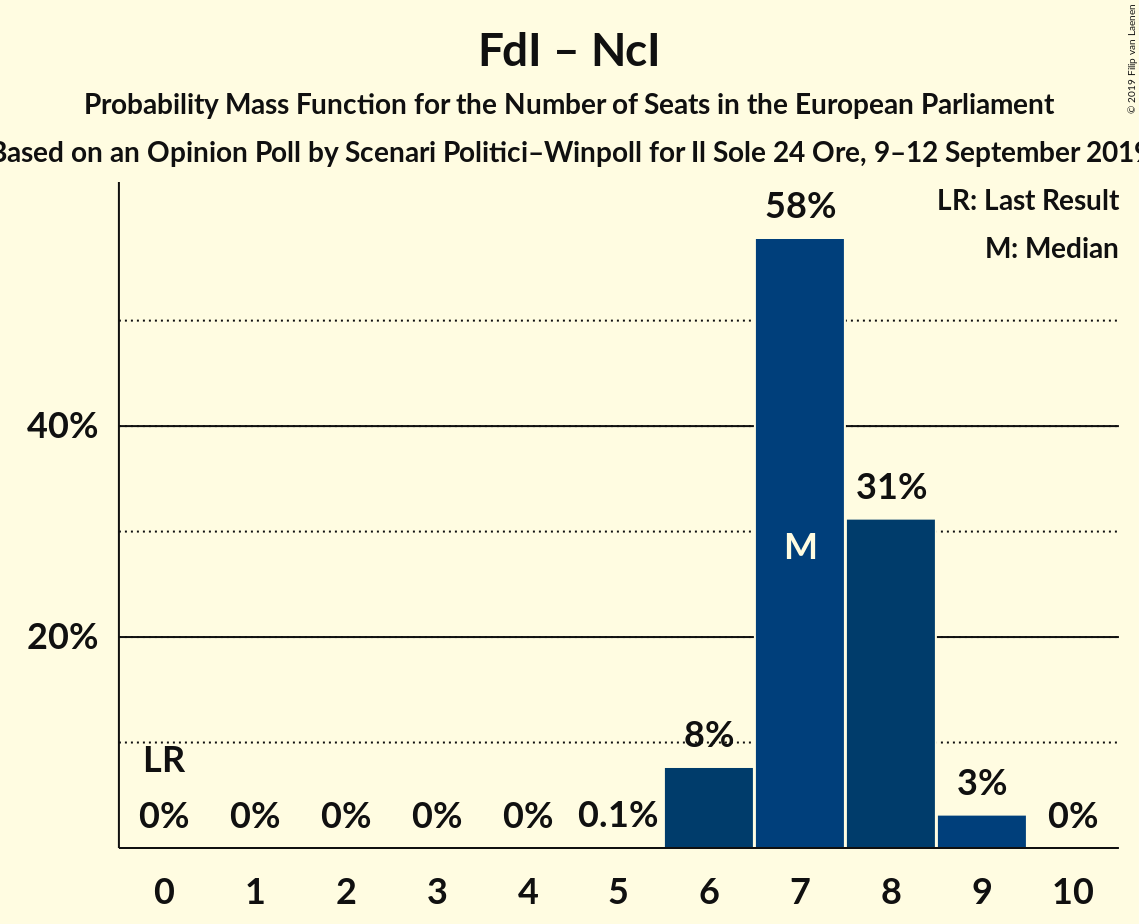 FdI – NcI
Probability Mass Function for the Number of Seats in the European Parliament
Based on an Opinion Poll by Scenari Politici–Winpoll for Il Sole 24 Ore, 9–12 September 2019
© 2019 Filip van Laenen
LR: Last Result
M: Median
58%
40%
31%
M
20%
8%
LR
3%
0% 0% 0% 0% 0% 0.1% 0%
0 1 2 3 4 5 6 7 8 9 10